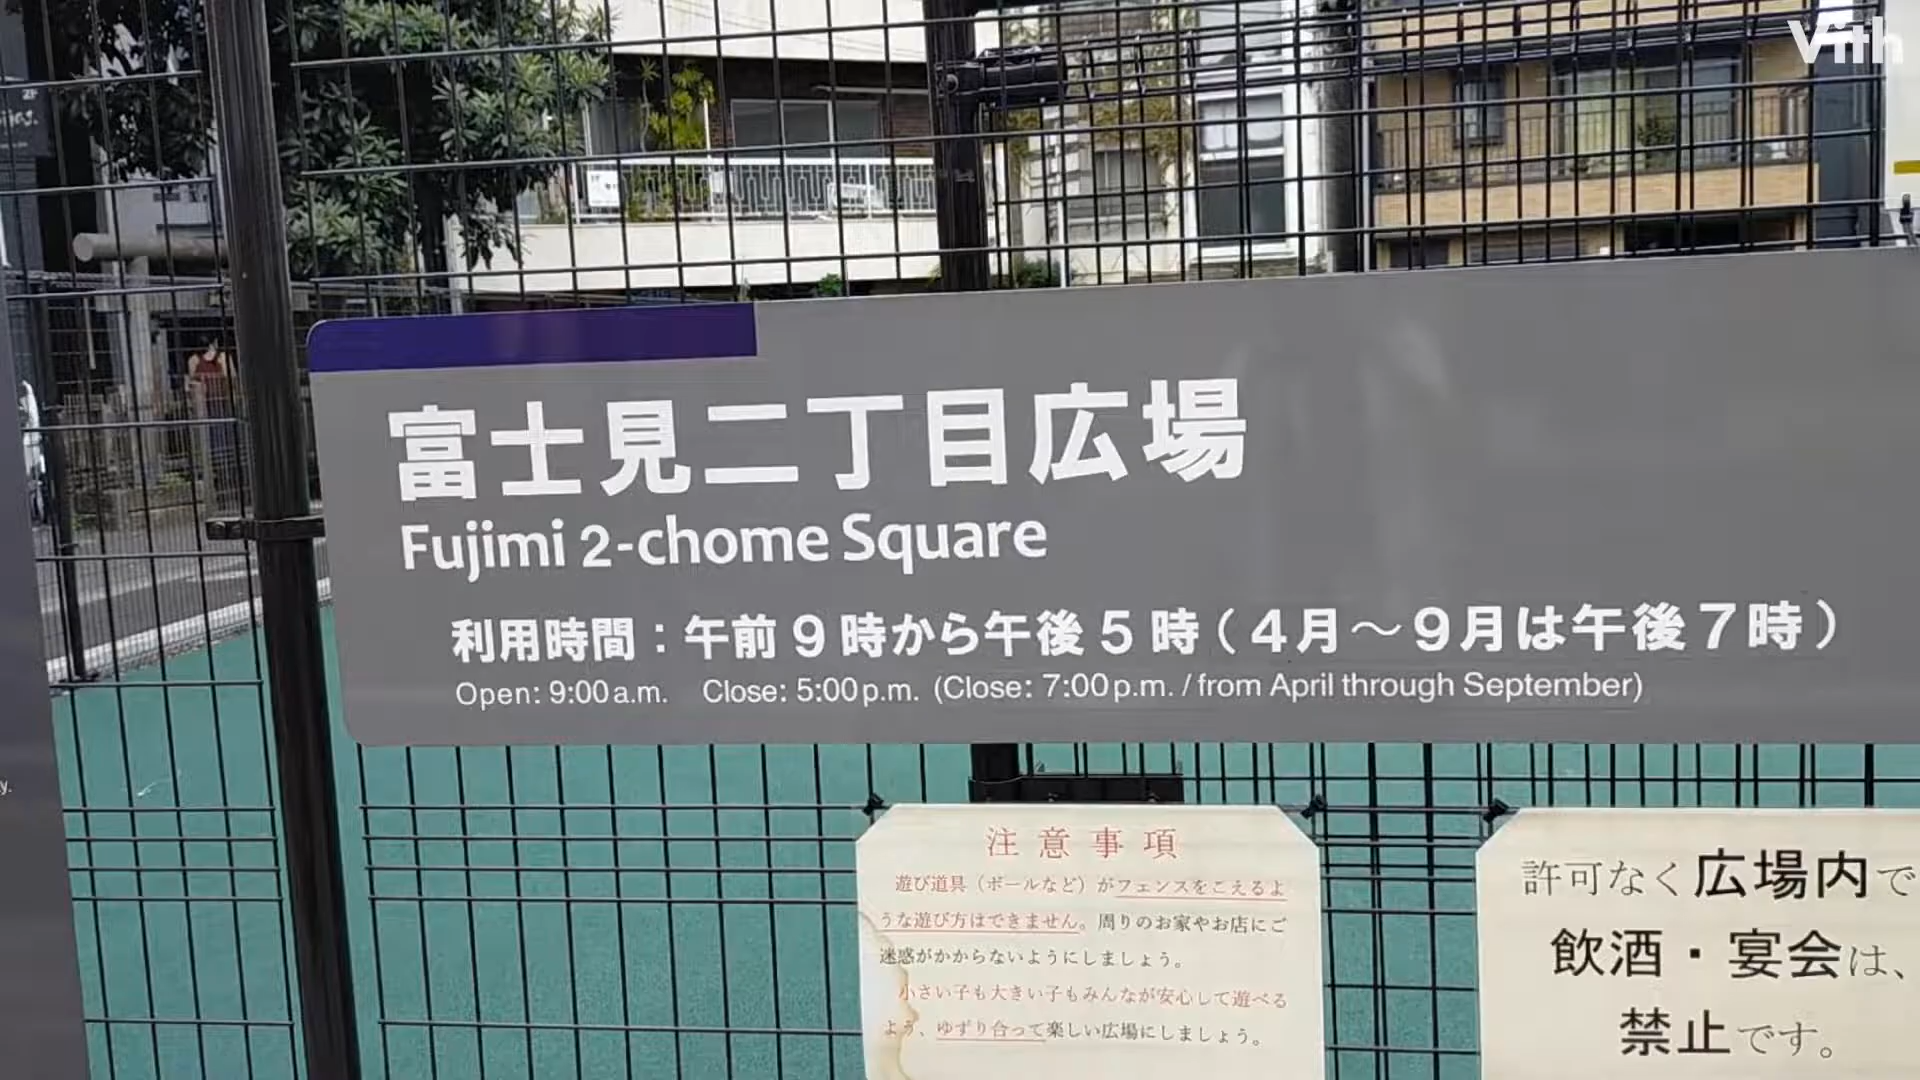 Vith
富士見二丁目広場
Fujimi 2-chome Square
利用時間：午前9時から午後5時（4月～9月は午後7時）
Open: 9:00a.m. Close: 5:00p.m. (Close: 7:00p.m. / from April through September)
注意事項
遊び道具（ボールなど）がフェンスをこえるよ
うな遊び方はできません。周りのお家やお店にご
迷惑がかからないようにしましょう。
小さい子も大きい子もみんなが安心して遊べる
よう、ゆずり合って楽しい広場にしましょう。
許可なく広場内で
飲酒・宴会は、
禁止です。